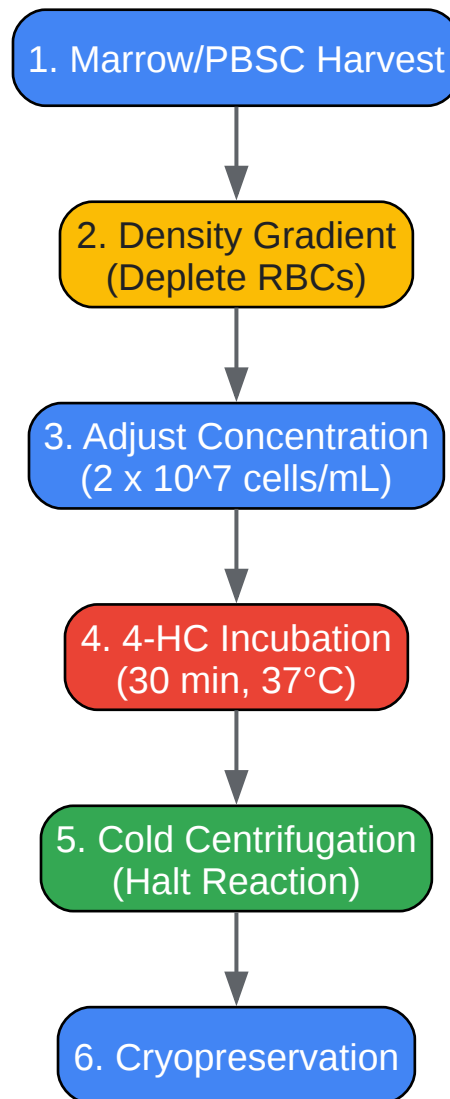 1. Marrow/PBSC Harvest
2. Density Gradient
(Deplete RBCs)
3. Adjust Concentration
(2 x 10^7 cells/mL)
4. 4-HC Incubation
(30 min, 37°C)
5. Cold Centrifugation
(Halt Reaction)
6. Cryopreservation